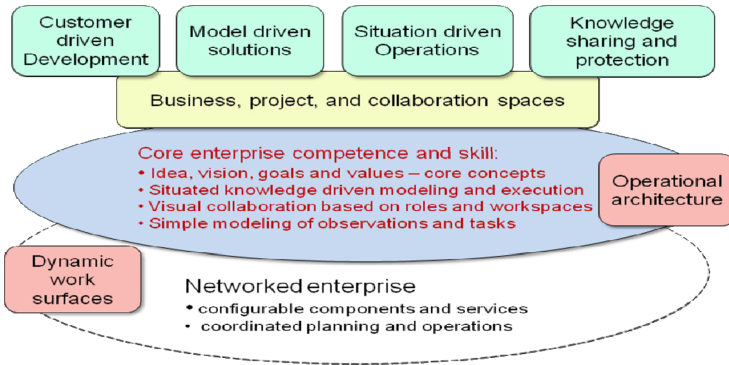 Customer
driven
Development
Model driven
solutions
Situation driven
Operations
Knowledge
sharing and
protection
Business, project, and collaboration spaces
Core enterprise competence and skill:
• Idea, vision, goals and values – core concepts
• Situated knowledge driven modeling and execution
• Visual collaboration based on roles and workspaces
• Simple modeling of observations and tasks
Operational
architecture
Dynamic
work
surfaces
Networked enterprise
• configurable components and services
• coordinated planning and operations